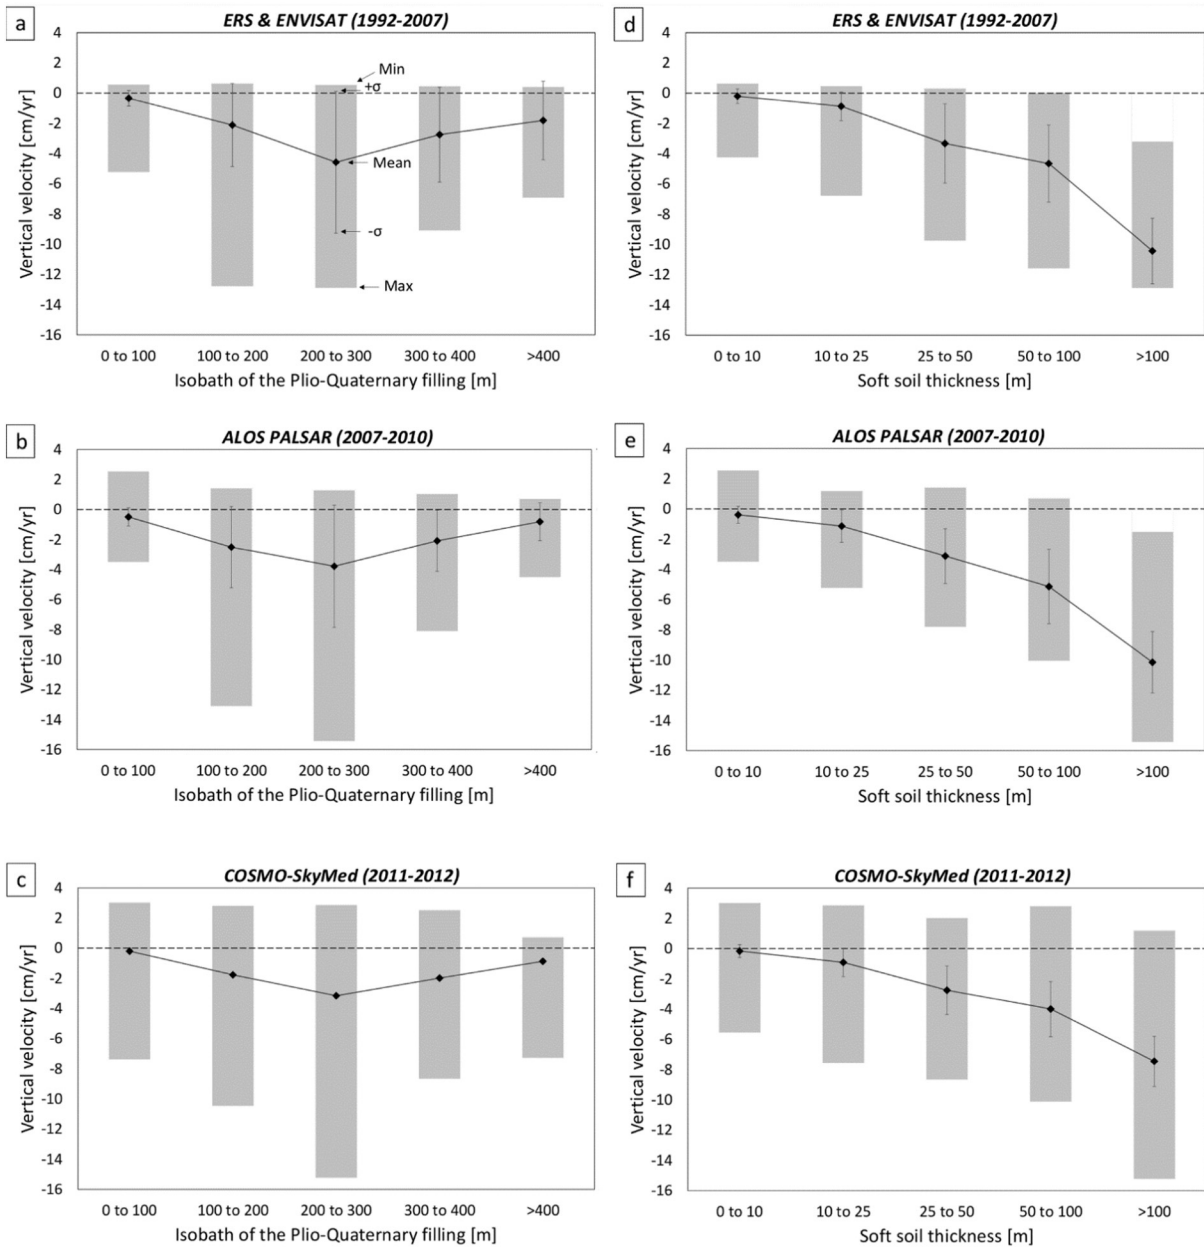 a
ERS & ENVISAT (1992-2007)
4
2
0
-2
-4
-6
-8
-10
-12
-14
-16
Vertical velocity [cm/yr]
Min
+σ
Mean
-σ
Max
0 to 100 100 to 200 200 to 300 300 to 400 >400
Isobath of the Plio-Quaternary filling [m]
d
ERS & ENVISAT (1992-2007)
4
2
0
-2
-4
-6
-8
-10
-12
-14
-16
Vertical velocity [cm/yr]
0 to 10 10 to 25 25 to 50 50 to 100 >100
Soft soil thickness [m]
b
ALOS PALSAR (2007-2010)
4
2
0
-2
-4
-6
-8
-10
-12
-14
-16
Vertical velocity [cm/yr]
0 to 100 100 to 200 200 to 300 300 to 400 >400
Isobath of the Plio-Quaternary filling [m]
e
ALOS PALSAR (2007-2010)
4
2
0
-2
-4
-6
-8
-10
-12
-14
-16
Vertical velocity [cm/yr]
0 to 10 10 to 25 25 to 50 50 to 100 >100
Soft soil thickness [m]
c
COSMO-SkyMed (2011-2012)
4
2
0
-2
-4
-6
-8
-10
-12
-14
-16
Vertical velocity [cm/yr]
0 to 100 100 to 200 200 to 300 300 to 400 >400
Isobath of the Plio-Quaternary filling [m]
f
COSMO-SkyMed (2011-2012)
4
2
0
-2
-4
-6
-8
-10
-12
-14
-16
Vertical velocity [cm/yr]
0 to 10 10 to 25 25 to 50 50 to 100 >100
Soft soil thickness [m]